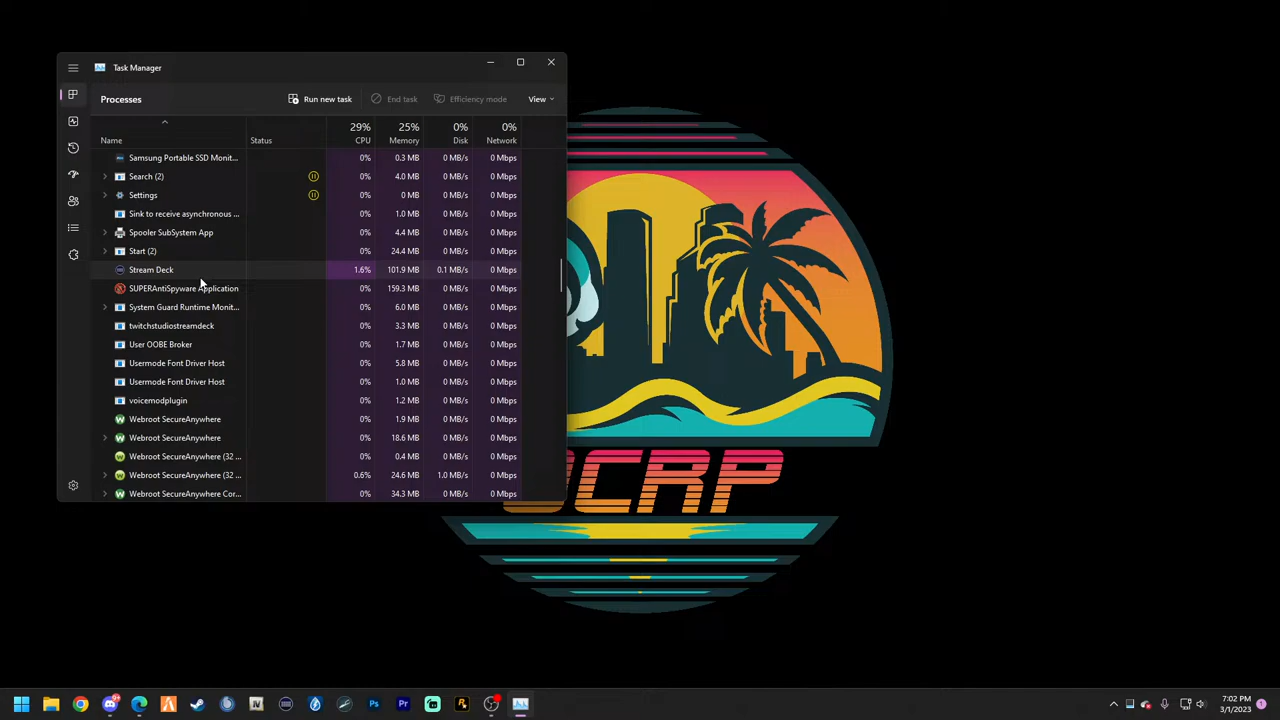 Task Manager
Processes
Run new task
End task
Efficiency mode
View
29% 25% 0% 0%
Name Status CPU Memory Disk Network
Samsung Portable SSD Monit... 0% 0.3 MB 0 MB/s 0 Mbps
Search (2) 0% 4.0 MB 0 MB/s 0 Mbps
Settings 0% 0 MB 0 MB/s 0 Mbps
Sink to receive asynchronous ... 0% 1.0 MB 0 MB/s 0 Mbps
Spooler SubSystem App 0% 4.4 MB 0 MB/s 0 Mbps
Start (2) 0% 24.4 MB 0 MB/s 0 Mbps
Stream Deck 1.6% 101.9 MB 0.1 MB/s 0 Mbps
SUPERAntiSpyware Application 0% 159.3 MB 0 MB/s 0 Mbps
System Guard Runtime Monit... 0% 6.0 MB 0 MB/s 0 Mbps
twitchstudiostreamdeck 0% 3.3 MB 0 MB/s 0 Mbps
User OOBE Broker 0% 1.7 MB 0 MB/s 0 Mbps
Usermode Font Driver Host 0% 5.8 MB 0 MB/s 0 Mbps
Usermode Font Driver Host 0% 1.0 MB 0 MB/s 0 Mbps
voicemodplugin 0% 1.2 MB 0 MB/s 0 Mbps
Webroot SecureAnywhere 0% 1.9 MB 0 MB/s 0 Mbps
Webroot SecureAnywhere 0% 18.6 MB 0 MB/s 0 Mbps
Webroot SecureAnywhere (32 ... 0% 0.4 MB 0 MB/s 0 Mbps
Webroot SecureAnywhere (32 ... 0.6% 24.6 MB 1.0 MB/s 0 Mbps
Webroot SecureAnywhere Cor... 0% 34.3 MB 0 MB/s 0 Mbps
CRP
7:02 PM
3/1/2023